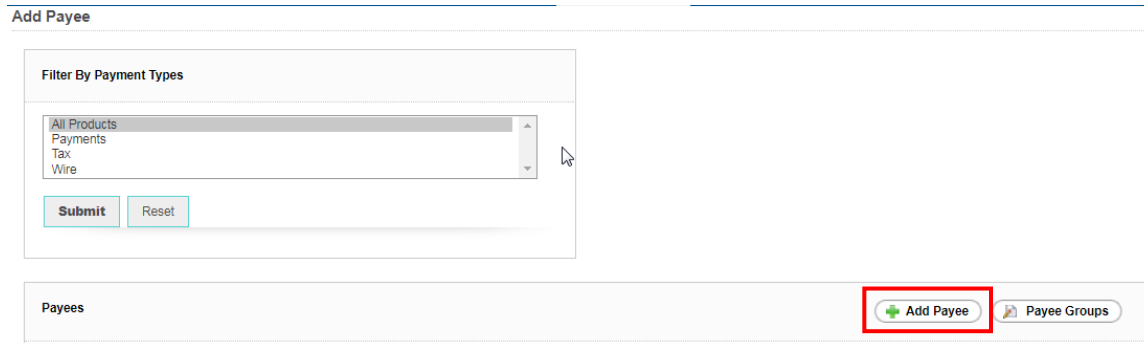 Add Payee
Filter By Payment Types
All Products
Payments
Tax
Wire
Submit Reset
Payees Add Payee Payee Groups